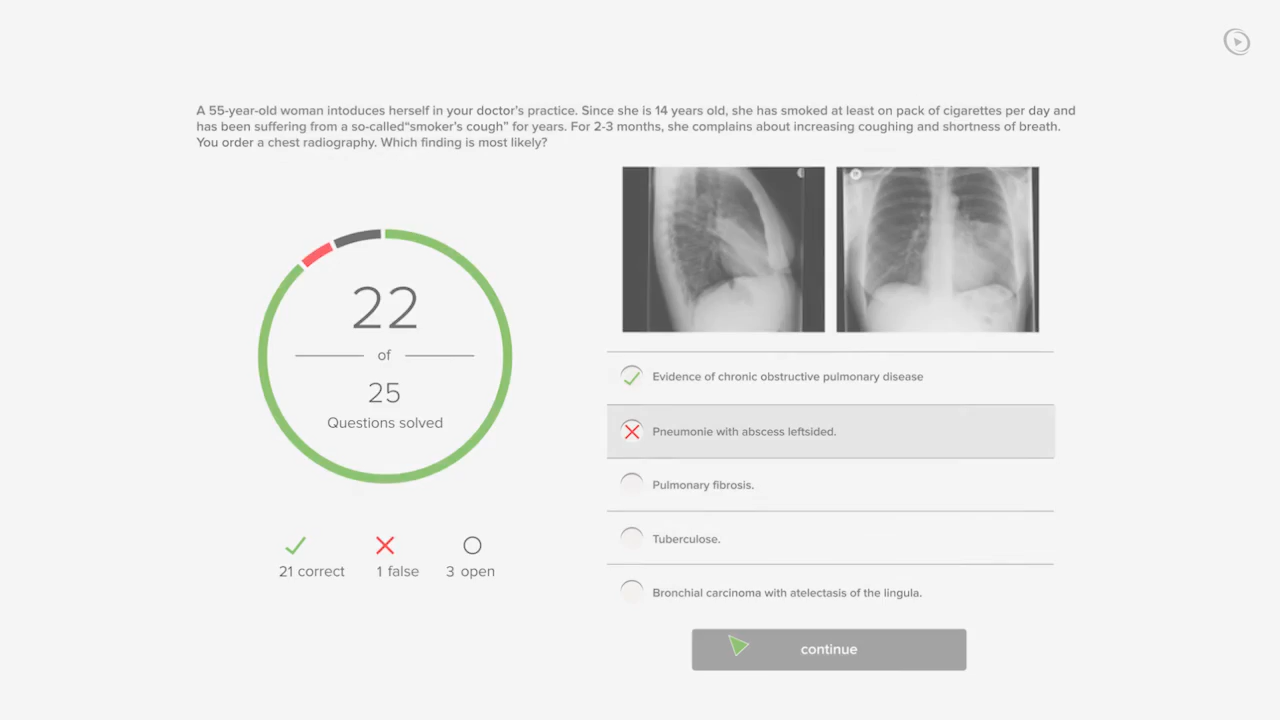 A 55-year-old woman intoduces herself in your doctor's practice. Since she is 14 years old, she has smoked at least on pack of cigarettes per day and
has been suffering from a so-called“smoker's cough” for years. For 2-3 months, she complains about increasing coughing and shortness of breath.
You order a chest radiography. Which finding is most likely?
22
of
25
Questions solved
21 correct
1 false
3 open
Evidence of chronic obstructive pulmonary disease
Pneumonie with abscess leftsided.
Pulmonary fibrosis.
Tuberculose.
Bronchial carcinoma with atelectasis of the lingula.
continue